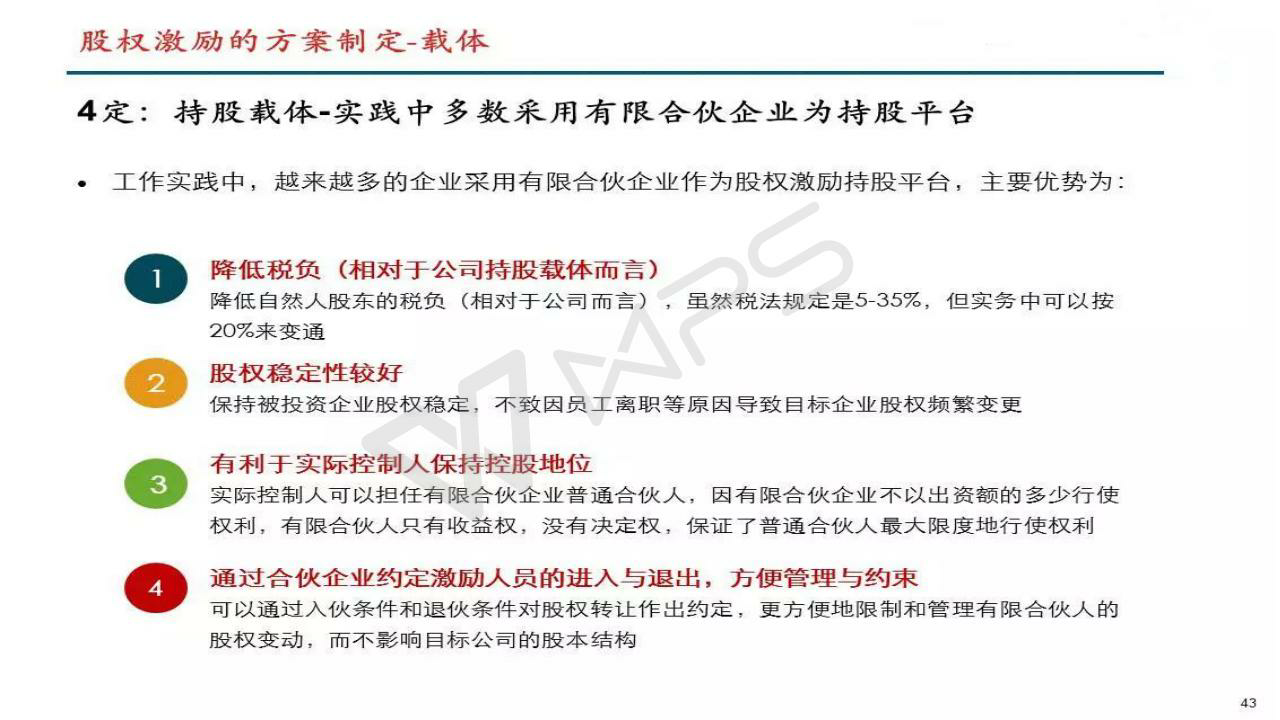 股权激励的方案制定-载体
4定：持股载体-实践中多数采用有限合伙企业为持股平台
• 工作实践中，越来越多的企业采用有限合伙企业作为股权激励持股平台，主要优势为：
1
降低税负（相对于公司持股载体而言）
降低自然人股东的税负（相对于公司而言），虽然税法规定是5-35%，但实务中可以按
20%来变通
2
股权稳定性较好
保持被投资企业股权稳定，不致因员工离职等原因导致目标企业股权频繁变更
3
有利于实际控制人保持控股地位
实际控制人可以担任有限合伙企业普通合伙人，因有限合伙企业不以出资额的多少行使
权利，有限合伙人只有收益权，没有决定权，保证了普通合伙人最大限度地行使权利
4
通过合伙企业约定激励人员的进入与退出，方便管理与约束
可以通过入伙条件和退伙条件对股权转让作出约定，更方便地限制和管理有限合伙人的
股权变动，而不影响目标公司的股本结构
WPS
43